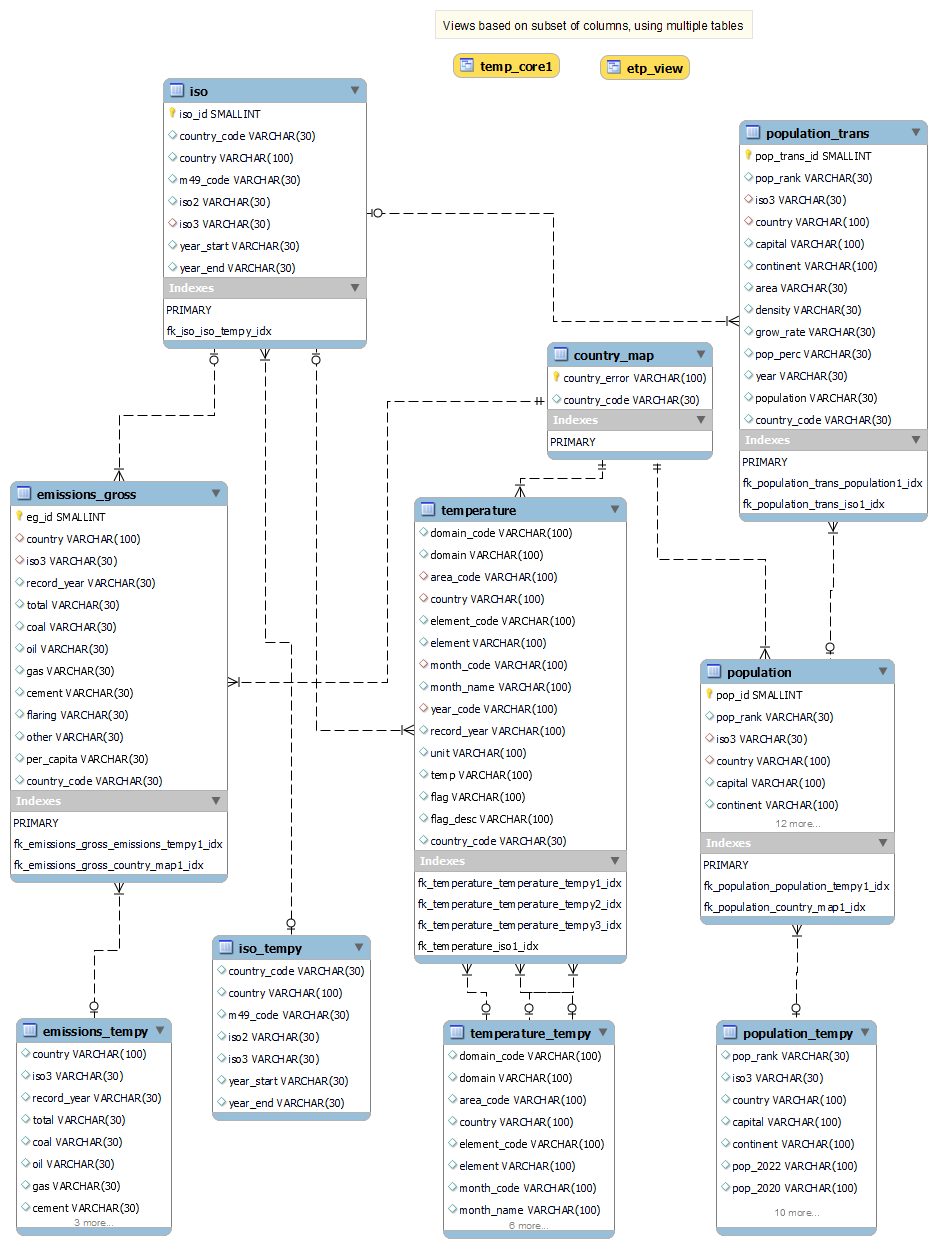 Views based on subset of columns, using multiple tables
temp_core1
etp_view
iso
iso_id SMALLINT
country_code VARCHAR(30)
country VARCHAR(100)
m49_code VARCHAR(30)
iso2 VARCHAR(30)
iso3 VARCHAR(30)
year_start VARCHAR(30)
year_end VARCHAR(30)
Indexes
PRIMARY
fk_iso_iso_tempy_idx
population_trans
pop_trans_id SMALLINT
pop_rank VARCHAR(30)
iso3 VARCHAR(30)
country VARCHAR(100)
capital VARCHAR(100)
continent VARCHAR(100)
area VARCHAR(30)
density VARCHAR(30)
grow_rate VARCHAR(30)
pop_perc VARCHAR(30)
year VARCHAR(30)
population VARCHAR(30)
country_code VARCHAR(30)
Indexes
PRIMARY
fk_population_trans_population1_idx
fk_population_trans_iso1_idx
country_map
country_error VARCHAR(100)
country_code VARCHAR(30)
Indexes
PRIMARY
emissions_gross
eg_id SMALLINT
country VARCHAR(100)
iso3 VARCHAR(30)
record_year VARCHAR(30)
total VARCHAR(30)
coal VARCHAR(30)
oil VARCHAR(30)
gas VARCHAR(30)
cement VARCHAR(30)
flaring VARCHAR(30)
other VARCHAR(30)
per_capita VARCHAR(30)
country_code VARCHAR(30)
Indexes
PRIMARY
fk_emissions_gross_emissions_tempy1_idx
fk_emissions_gross_country_map1_idx
temperature
domain_code VARCHAR(100)
domain VARCHAR(100)
area_code VARCHAR(100)
country VARCHAR(100)
element_code VARCHAR(100)
element VARCHAR(100)
month_code VARCHAR(100)
month_name VARCHAR(100)
year_code VARCHAR(100)
record_year VARCHAR(100)
unit VARCHAR(100)
temp VARCHAR(100)
flag VARCHAR(100)
flag_desc VARCHAR(100)
country_code VARCHAR(30)
Indexes
fk_temperature_temperature_tempy1_idx
fk_temperature_temperature_tempy2_idx
fk_temperature_temperature_tempy3_idx
fk_temperature_iso1_idx
population
pop_id SMALLINT
pop_rank VARCHAR(30)
iso3 VARCHAR(30)
country VARCHAR(100)
capital VARCHAR(100)
continent VARCHAR(100)
12 more...
Indexes
PRIMARY
fk_population_population_tempy1_idx
fk_population_country_map1_idx
iso_tempy
country_code VARCHAR(30)
country VARCHAR(100)
m49_code VARCHAR(30)
iso2 VARCHAR(30)
iso3 VARCHAR(30)
year_start VARCHAR(30)
year_end VARCHAR(30)
emissions_tempy
country VARCHAR(100)
iso3 VARCHAR(30)
record_year VARCHAR(30)
total VARCHAR(30)
coal VARCHAR(30)
oil VARCHAR(30)
gas VARCHAR(30)
cement VARCHAR(30)
3 more...
temperature_tempy
domain_code VARCHAR(100)
domain VARCHAR(100)
area_code VARCHAR(100)
country VARCHAR(100)
element_code VARCHAR(100)
element VARCHAR(100)
month_code VARCHAR(100)
month_name VARCHAR(100)
6 more...
population_tempy
pop_rank VARCHAR(30)
iso3 VARCHAR(30)
country VARCHAR(100)
capital VARCHAR(100)
continent VARCHAR(100)
pop_2022 VARCHAR(100)
pop_2020 VARCHAR(100)
10 more...